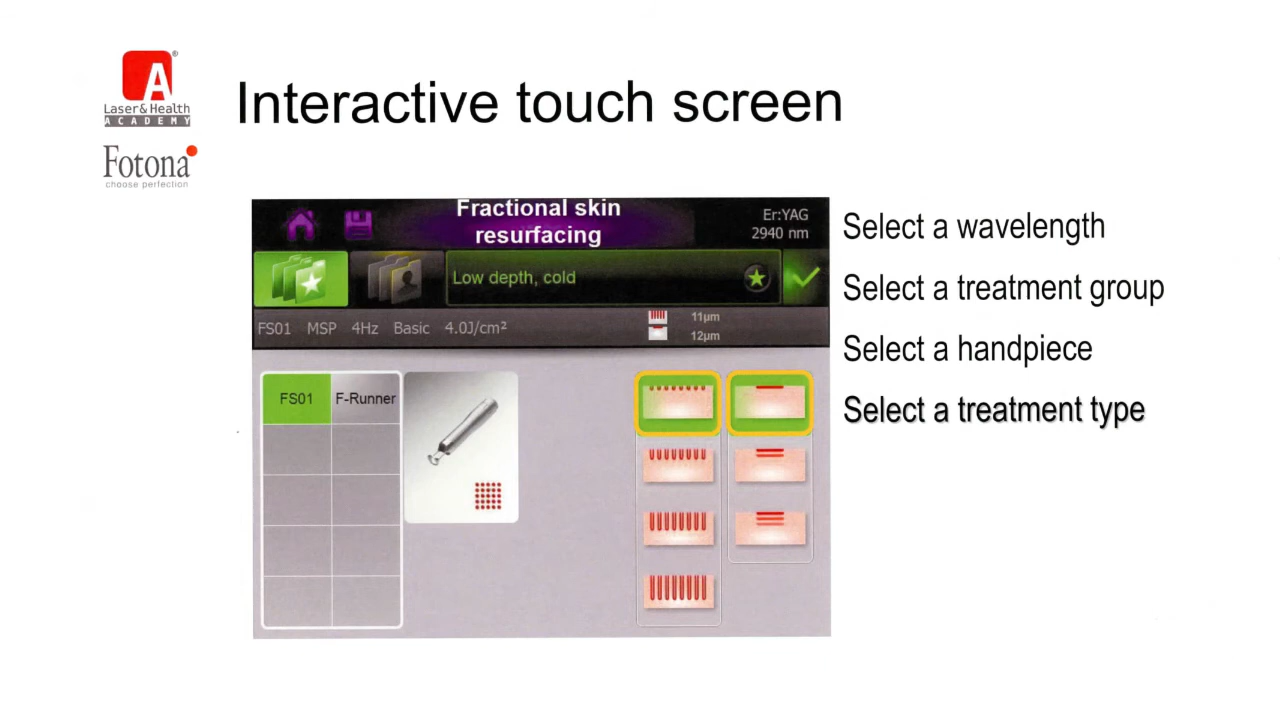 A®
Laser & Health
ACADEMY
Fotona
choose perfection
Interactive touch screen
Fractional skin
resurfacing
Er:YAG
2940 nm
Low depth, cold
FS01 MSP 4Hz Basic 4.0J/cm²
11µm
12µm
FS01 F-Runner
Select a wavelength
Select a treatment group
Select a handpiece
Select a treatment type